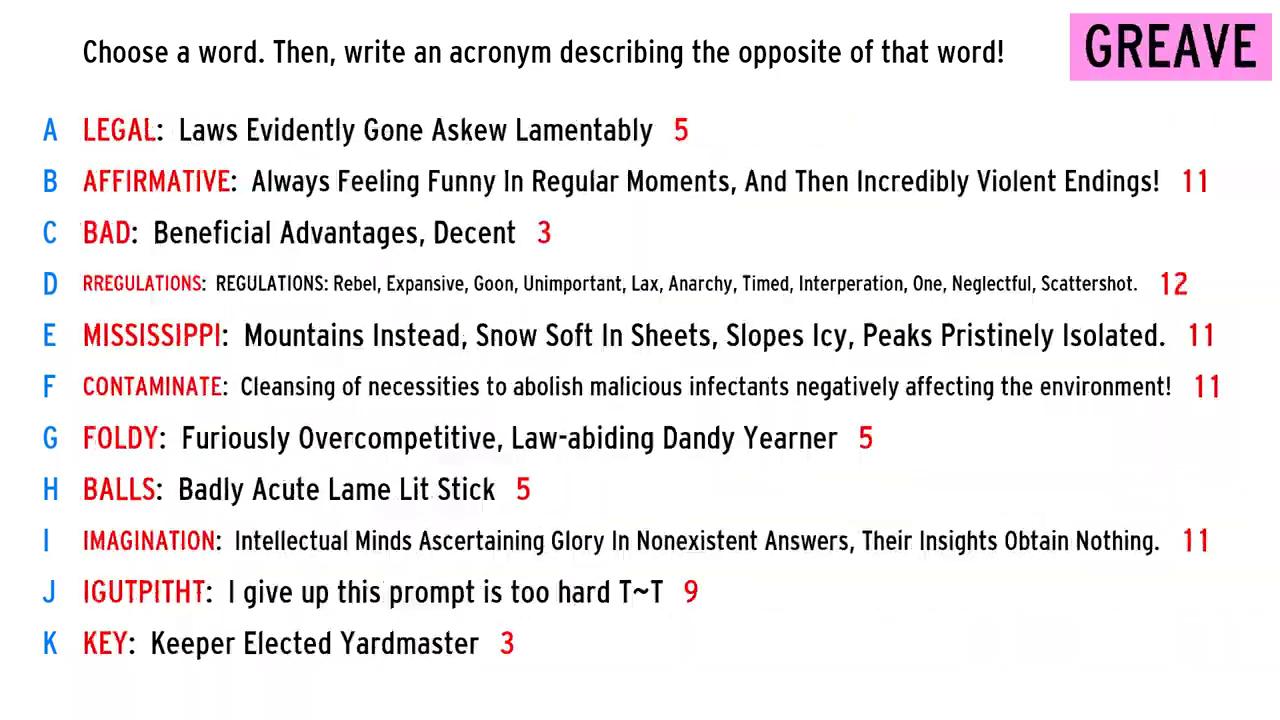 Choose a word. Then, write an acronym describing the opposite of that word!
GREAVE
A LEGAL: Laws Evidently Gone Askew Lamentably 5
B AFFIRMATIVE: Always Feeling Funny In Regular Moments, And Then Incredibly Violent Endings! 11
C BAD: Beneficial Advantages, Decent 3
D RREGULATIONS: REGULATIONS: Rebel, Expansive, Goon, Unimportant, Lax, Anarchy, Timed, Interperation, One, Neglectful, Scattershot. 12
E MISSISSIPPI: Mountains Instead, Snow Soft In Sheets, Slopes Icy, Peaks Pristinely Isolated. 11
F CONTAMINATE: Cleansing of necessities to abolish malicious infectants negatively affecting the environment! 11
G FOLDY: Furiously Overcompetitive, Law-abiding Dandy Yearner 5
H BALLS: Badly Acute Lame Lit Stick 5
I IMAGINATION: Intellectual Minds Ascertaining Glory In Nonexistent Answers, Their Insights Obtain Nothing. 11
J IGUTPITHT: I give up this prompt is too hard T~T 9
K KEY: Keeper Elected Yardmaster 3